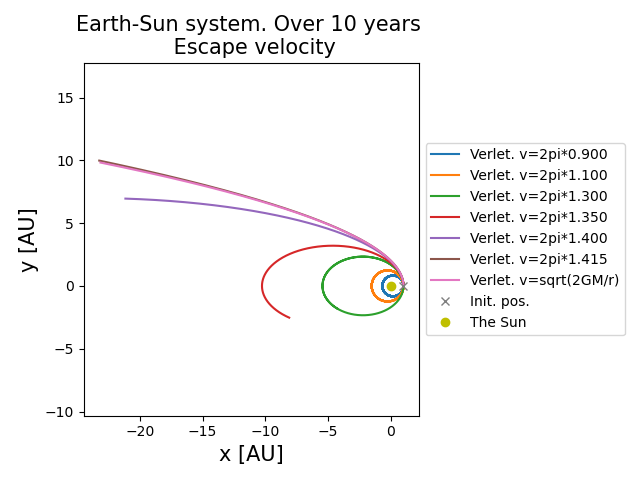 Earth-Sun system. Over 10 years
Escape velocity
y [AU]
15
10
5
0
−5
−10
−20
−15
−10
−5
0
x [AU]
Verlet. v=2pi*0.900
Verlet. v=2pi*1.100
Verlet. v=2pi*1.300
Verlet. v=2pi*1.350
Verlet. v=2pi*1.400
Verlet. v=2pi*1.415
Verlet. v=sqrt(2GM/r)
Init. pos.
The Sun